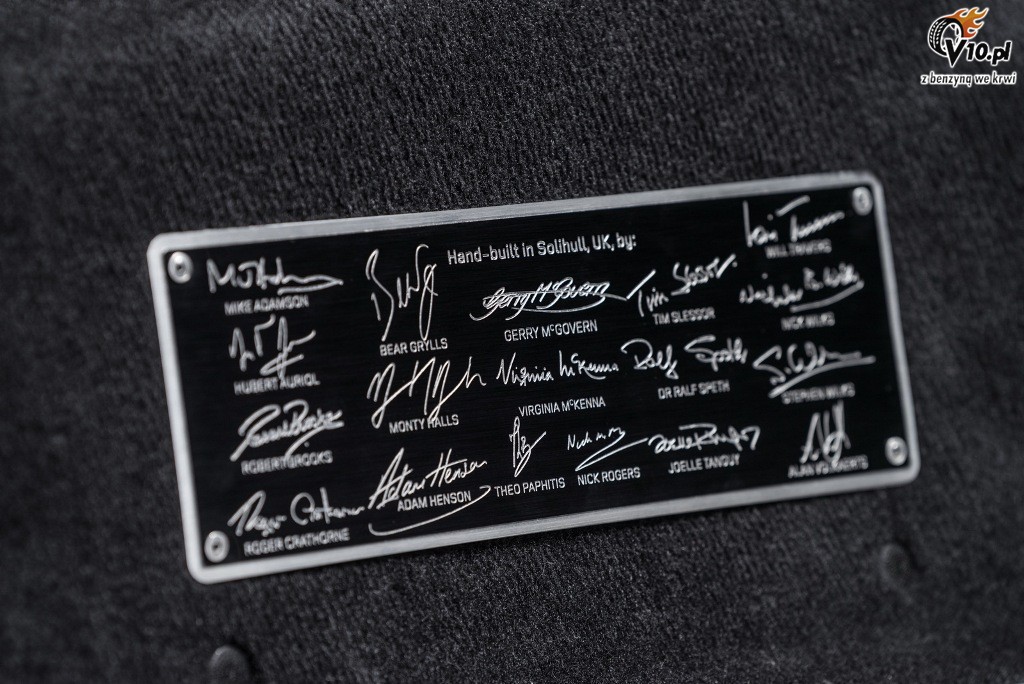 V10.pl
z benzyną we krwi
Hand-built in Solihull, UK, by:
MIKE ADAMSON
BEAR GRYLLS
GERRY McGOVERN
TIM SLESSOR
WILL TRAVERS
HUBERT AURIOL
MONTY HALLS
VIRGINIA McKENNA
DR RALF SPETH
NICK WILKS
ROBERT BROOKS
ADAM HENSON
THEO PAPHITIS
NICK ROGERS
JOELLE TANGUY
STEPHEN WILKS
ROGER CRATHORNE